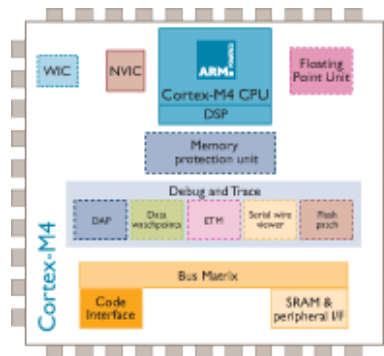 WIC
NVIC
ARM
POWERED
Cortex-M4 CPU
DSP
Floating
Point Unit
Memory
protection unit
Debug and Trace
DAP
Data
watchpoints
ETM
Serial wire
viewer
Flash
patch
Cortex-M4
Bus Matrix
Code
Interface
SRAM &
peripheral I/F